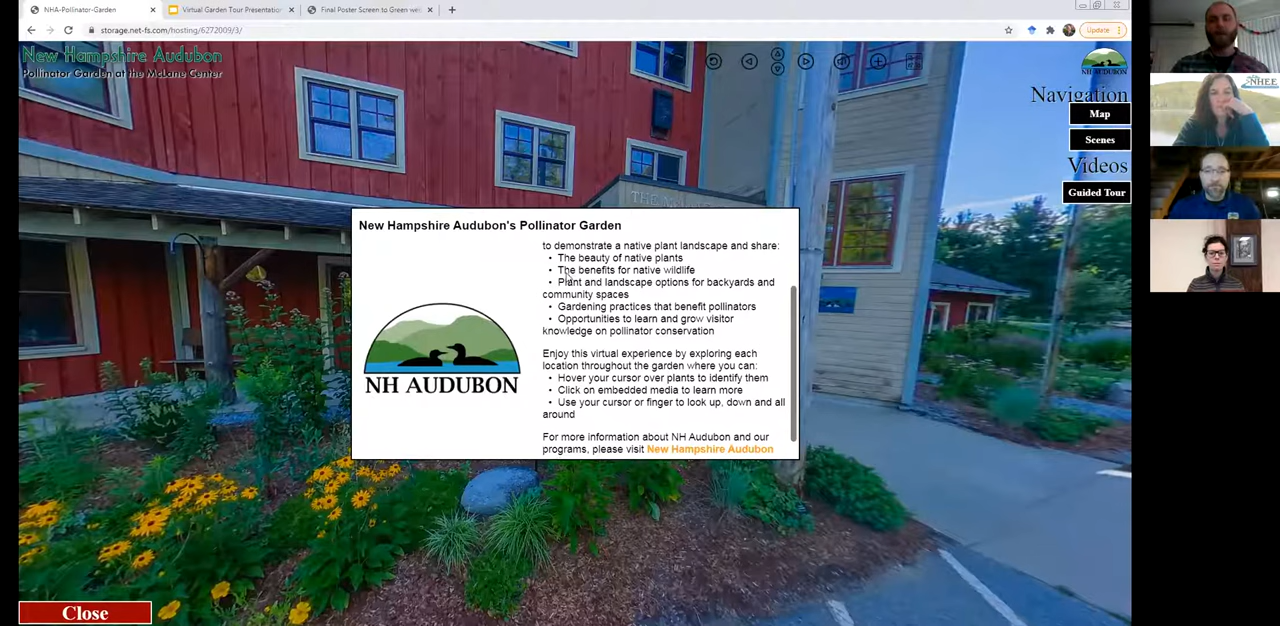 NHA-Pollinator-Garden
Virtual Garden Tour Presentation
Final Poster Screen to Green we
storage.net-fs.com/hosting/6272009/3/
Update
New Hampshire Audubon
Pollinator Garden at the McLane Center
NH AUDUBON
Navigation
Map
Scenes
Videos
Guided Tour
NHEE
New Hampshire Audubon's Pollinator Garden
to demonstrate a native plant landscape and share:
• The beauty of native plants
• The benefits for native wildlife
• Plant and landscape options for backyards and
community spaces
• Gardening practices that benefit pollinators
• Opportunities to learn and grow visitor
knowledge on pollinator conservation
Enjoy this virtual experience by exploring each
location throughout the garden where you can:
• Hover your cursor over plants to identify them
• Click on embedded media to learn more
• Use your cursor or finger to look up, down and all
around
For more information about NH Audubon and our
programs, please visit New Hampshire Audubon
NH AUDUBON
Close